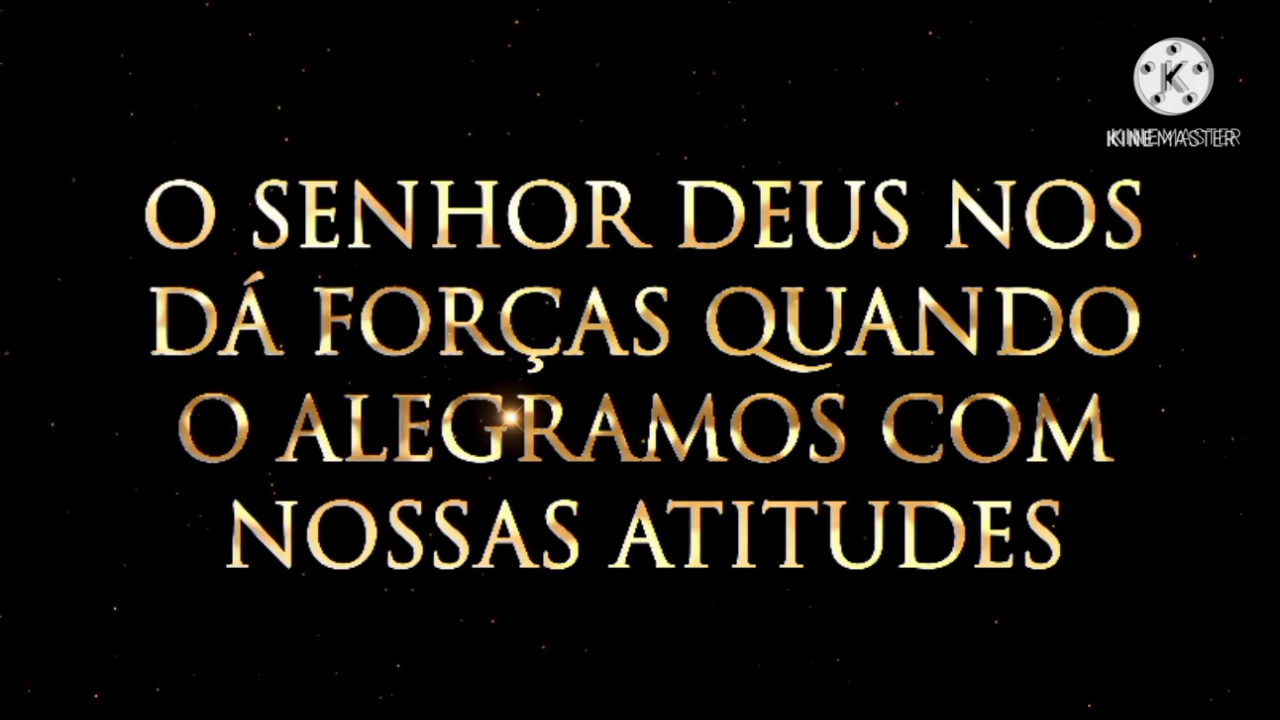 KINEMASTER
O SENHOR DEUS NOS
DÁ FORÇAS QUANDO
O ALEGRAMOS COM
NOSSAS ATITUDES